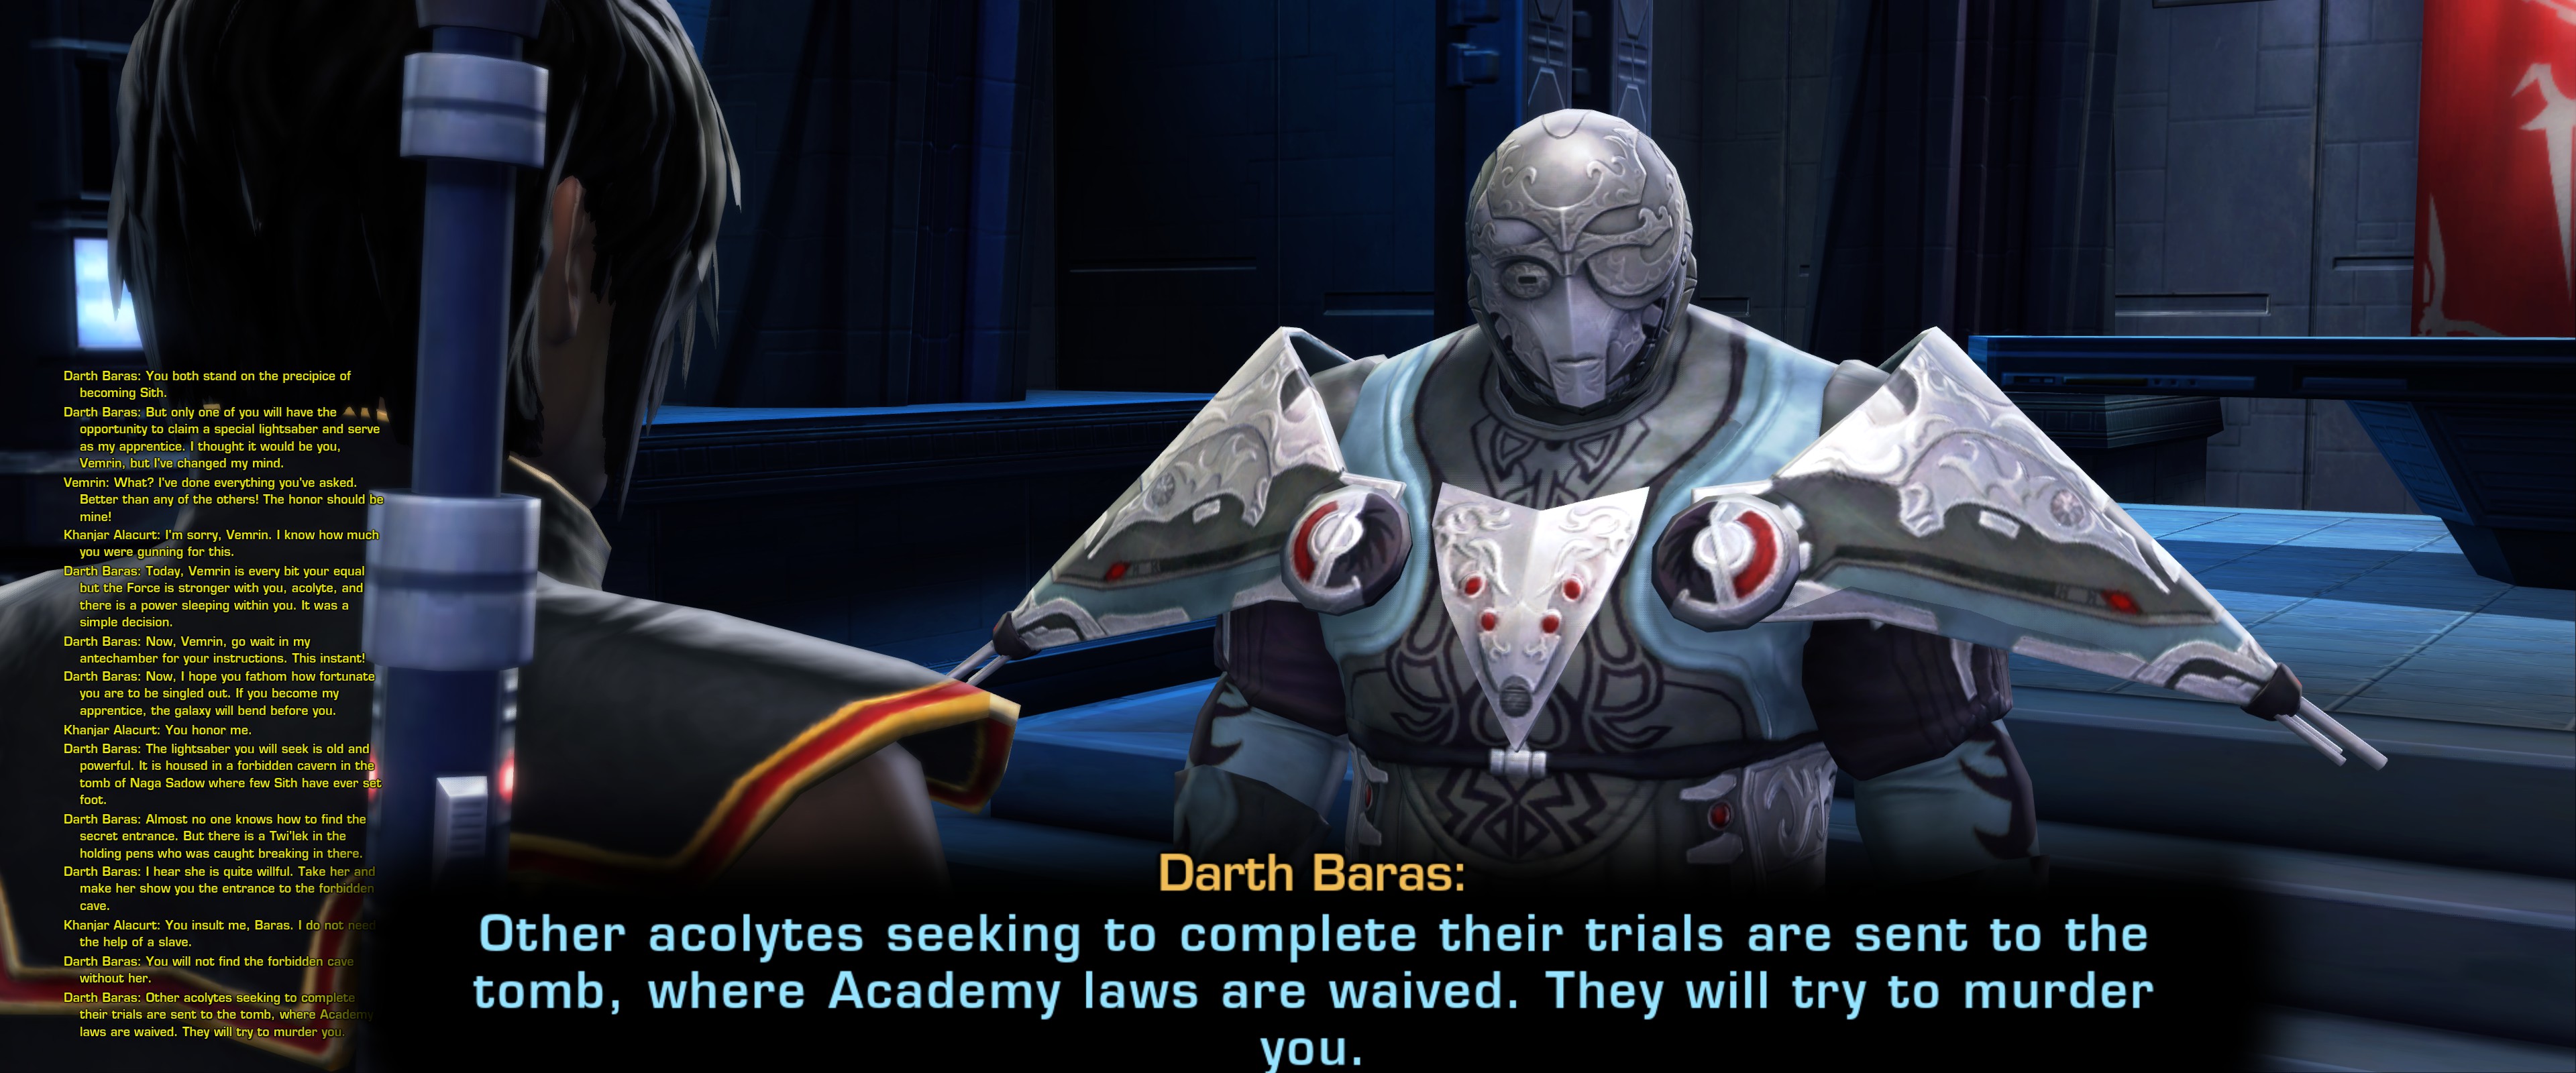 Darth Baras: You both stand on the precipice of
becoming Sith.
Darth Baras: But only one of you will have the
opportunity to claim a special lightsaber and serve
as my apprentice. I thought it would be you,
Vemrin, but I've changed my mind.
Vemrin: What? I've done everything you've asked.
Better than any of the others! The honor should be
mine!
Khanjar Alacurt: I'm sorry, Vemrin. I know how much
you were gunning for this.
Darth Baras: Today, Vemrin is every bit your equal
but the Force is stronger with you, acolyte, and
there is a power sleeping within you. It was a
simple decision.
Darth Baras: Now, Vemrin, go wait in my
antechamber for your instructions. This instant!
Darth Baras: Now, I hope you fathom how fortunate
you are to be singled out. If you become my
apprentice, the galaxy will bend before you.
Khanjar Alacurt: You honor me.
Darth Baras: The lightsaber you will seek is old and
powerful. It is housed in a forbidden cavern in the
tomb of Naga Sadow where few Sith have ever set
foot.
Darth Baras: Almost no one knows how to find the
secret entrance. But there is a Twi'lek in the
holding pens who was caught breaking in there.
Darth Baras: I hear she is quite willful. Take her and
make her show you the entrance to the forbidden
cave.
Khanjar Alacurt: You insult me, Baras. I do not need
the help of a slave.
Darth Baras: You will not find the forbidden cave
without her.
Darth Baras: Other acolytes seeking to complete
their trials are sent to the tomb, where Academy
laws are waived. They will try to murder you.
Darth Baras:
Other acolytes seeking to complete their trials are sent to the
tomb, where Academy laws are waived. They will try to murder
you.